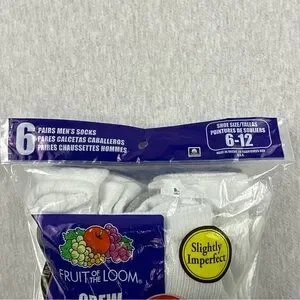 6
PAIRS MEN'S SOCKS
PARES CALCETAS CABALLEROS
PAIRES CHAUSSETTES HOMMES
SHOE SIZE/TALLAS
POINTURES DE SOULIERS
6-12
FRUIT OF THE LOOM
CREW
Slightly
Imperfect